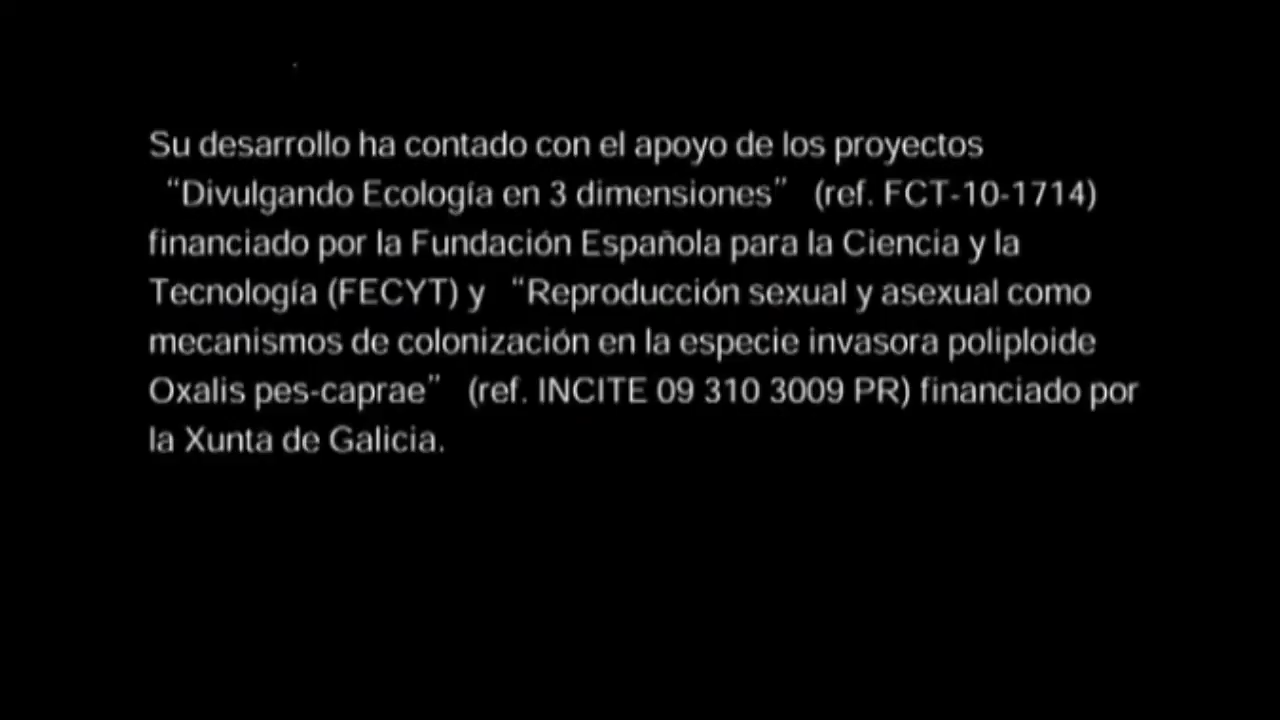 Su desarrollo ha contado con el apoyo de los proyectos
“Divulgando Ecología en 3 dimensiones” (ref. FCT-10-1714)
financiado por la Fundación Española para la Ciencia y la
Tecnología (FECYT) y “Reproducción sexual y asexual como
mecanismos de colonización en la especie invasora poliploide
Oxalis pes-caprae” (ref. INCITE 09 310 3009 PR) financiado por
la Xunta de Galicia.